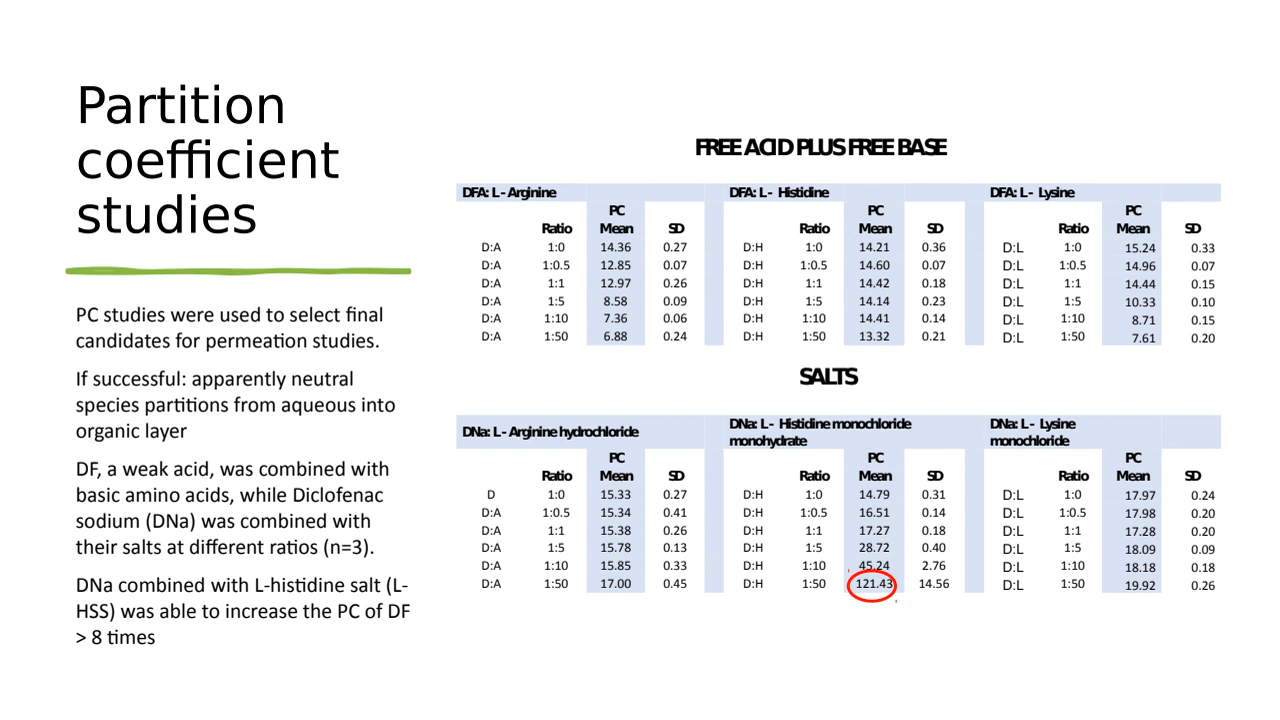 Partition
coefficient
studies
PC studies were used to select final
candidates for permeation studies.
If successful: apparently neutral
species partitions from aqueous into
organic layer
DF, a weak acid, was combined with
basic amino acids, while Diclofenac
sodium (DNa) was combined with
their salts at different ratios (n=3).
DNa combined with L-histidine salt (L-
HSS) was able to increase the PC of DF
> 8 times
FREE ACID PLUS FREE BASE
DFA: L - Arginine DFA: L - Histidine DFA: L - Lysine
PC PC PC
Ratio Mean SD Ratio Mean SD Ratio Mean SD
D:A 1:0 14.36 0.27 D:H 1:0 14.21 0.36 D:L 1:0 15.24 0.33
D:A 1:0.5 12.85 0.07 D:H 1:0.5 14.60 0.07 D:L 1:0.5 14.96 0.07
D:A 1:1 12.97 0.26 D:H 1:1 14.42 0.18 D:L 1:1 14.44 0.15
D:A 1:5 8.58 0.09 D:H 1:5 14.14 0.23 D:L 1:5 10.33 0.10
D:A 1:10 7.36 0.06 D:H 1:10 14.41 0.14 D:L 1:10 8.71 0.15
D:A 1:50 6.88 0.24 D:H 1:50 13.32 0.21 D:L 1:50 7.61 0.20
SALTS
DNa: L - Arginine hydrochloride DNa: L - Histidine monochloride DNa: L - Lysine
monohydrate monochloride
PC PC PC
Ratio Mean SD Ratio Mean SD Ratio Mean SD
D 1:0 15.33 0.27 D:H 1:0 14.79 0.31 D:L 1:0 17.97 0.24
D:A 1:0.5 15.34 0.41 D:H 1:0.5 16.51 0.14 D:L 1:0.5 17.98 0.20
D:A 1:1 15.38 0.26 D:H 1:1 17.27 0.18 D:L 1:1 17.28 0.20
D:A 1:5 15.78 0.13 D:H 1:5 28.72 0.40 D:L 1:5 18.09 0.09
D:A 1:10 15.85 0.33 D:H 1:10 45.24 2.76 D:L 1:10 18.18 0.18
D:A 1:50 17.00 0.45 D:H 1:50 121.43 14.56 D:L 1:50 19.92 0.26